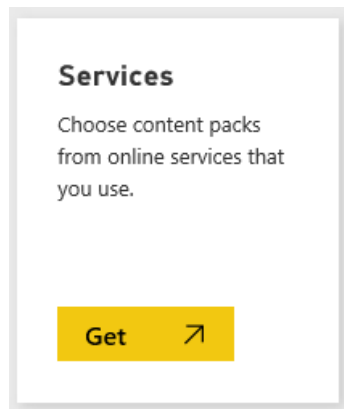 Services
Choose content packs
from online services that
you use.
Get